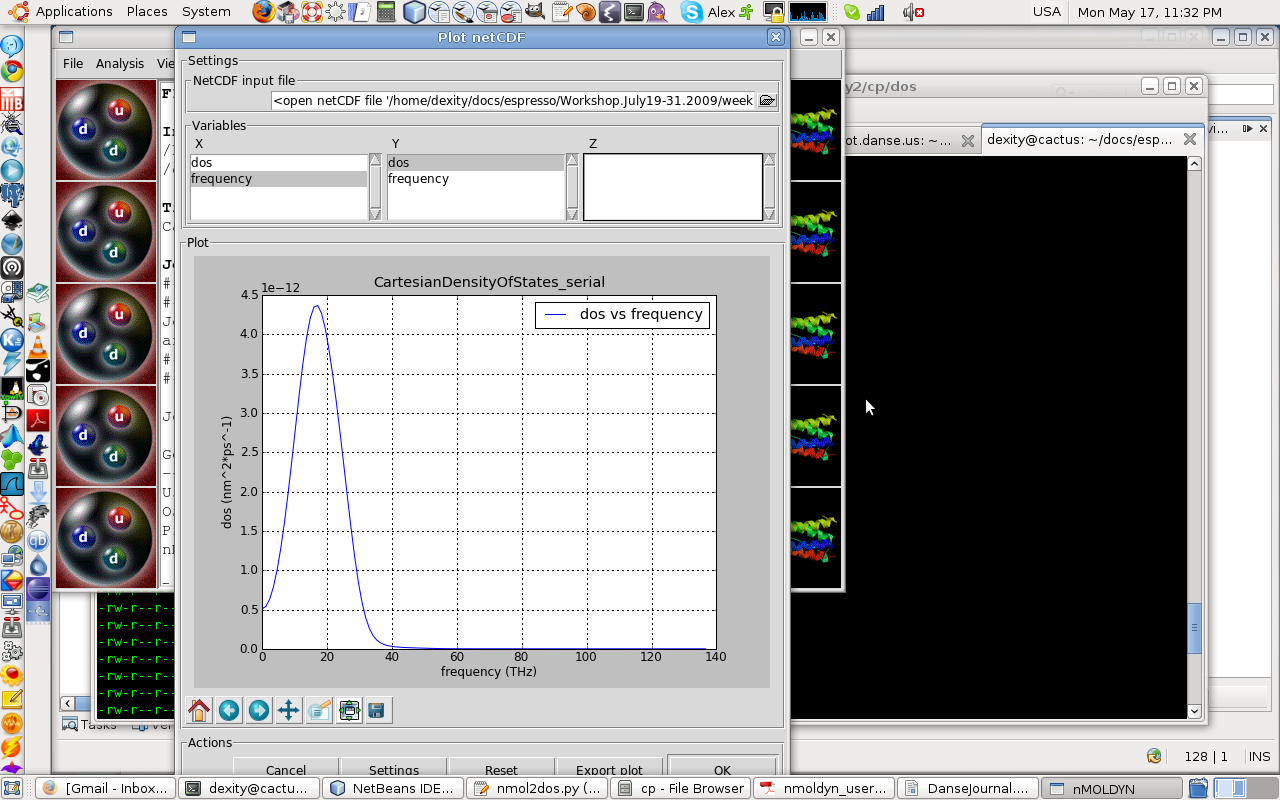 Applications Places System
Alex
USA Mon May 17, 11:32 PM
Plot netCDF
File Analysis Vie
Settings
NetCDF input file
<open netCDF file '/home/dexity/docs/espresso/Workshop.July19-31.2009/week
y2/cp/dos
Variables
X Y Z
dos
frequency
dos
frequency
ot.danse.us: ~...
dexity@cactus: ~/docs/esp...
Plot
CartesianDensityOfStates_serial
1e−12
dos vs frequency
4.5
4.0
3.5
3.0
2.5
2.0
1.5
1.0
0.5
0.0
dos (nm^2*ps^-1)
0 20 40 60 80 100 120 140
frequency (THz)
u
d
d
u
d
d
u
d
d
u
d
d
u
d
d
-rw-r--r--
-rw-r--r--
-rw-r--r--
-rw-r--r--
-rw-r--r--
-rw-r--r--
Tasks
Actions
Cancel Settings Reset Export plot OK
128 | 1 INS
[Gmail - Inbox...
dexity@cactu...
NetBeans IDE...
nmol2dos.py (...
cp - File Browser
nmoldyn_user...
DanseJournal....
nMOLDYN